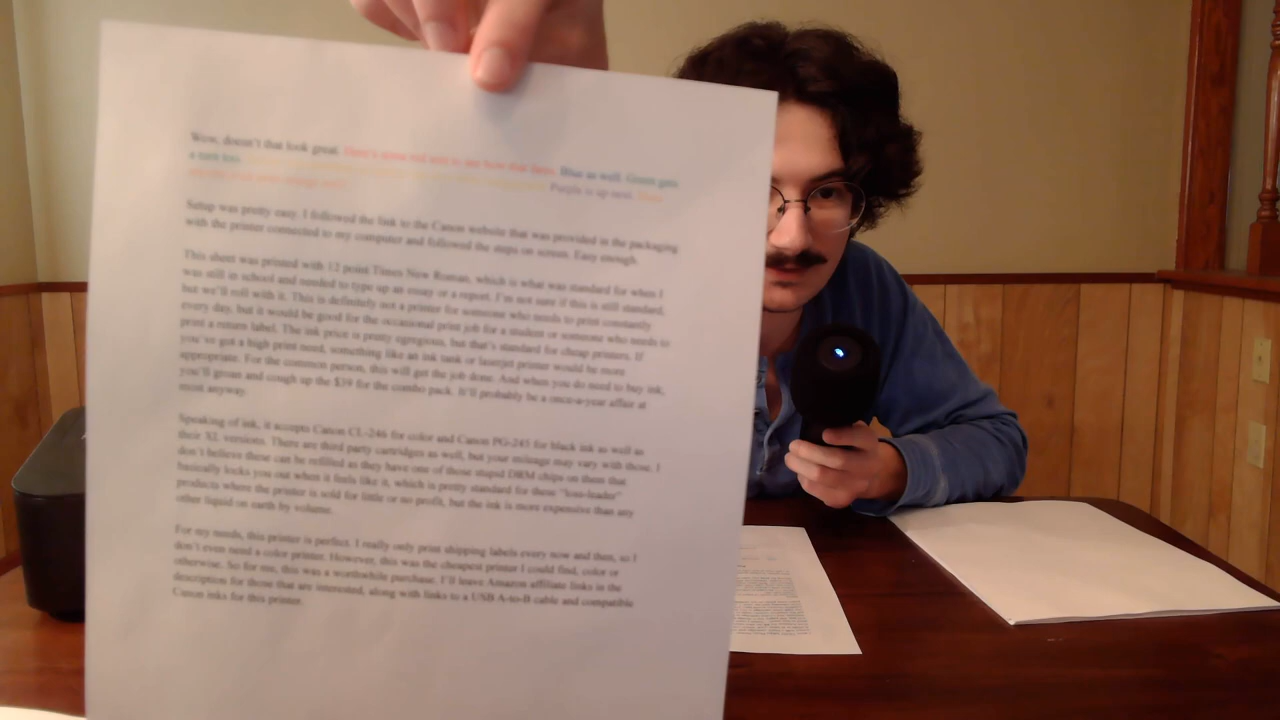 Wow, doesn't that look great. Here's some red text to see how that fares. Blue as well. Green gets
a turn too.
Purple is up next.
Setup was pretty easy. I followed the link to the Canon website that was provided in the packaging
with the printer connected to my computer and followed the steps on screen. Easy enough.
This sheet was printed with 12 point Times New Roman, which is what was standard for when I
was still in school and needed to type up an essay or a report. I'm not sure if this is still standard,
but we'll roll with it. This is definitely not a printer for someone who needs to print constantly
every day, but it would be good for the occasional print job for a student or someone who needs to
print a return label. The ink price is pretty egregious, but that's standard for cheap printers. If
you've got a high print need, something like an ink tank or laserjet printer would be more
appropriate. For the common person, this will get the job done. And when you do need to buy ink,
you'll groan and cough up the $39 for the combo pack. It'll probably be a once-a-year affair at
most anyway.
Speaking of ink, it accepts Canon CL-246 for color and Canon PG-245 for black ink as well as
their XL versions. There are third party cartridges as well, but your mileage may vary with those. I
don't believe these can be refilled as they have one of those stupid DRM chips on them that
basically locks you out when it feels like it, which is pretty standard for these "loss-leader"
products where the printer is sold for little or no profit, but the ink is more expensive than any
other liquid on earth by volume.
For my needs, this printer is perfect. I really only print shipping labels every now and then, so I
don't even need a color printer. However, this was the cheapest printer I could find, color or
otherwise. So for me, this was a worthwhile purchase. I'll leave Amazon affiliate links in the
description for those that are interested, along with links to a USB A-to-B cable and compatible
Canon inks for this printer.